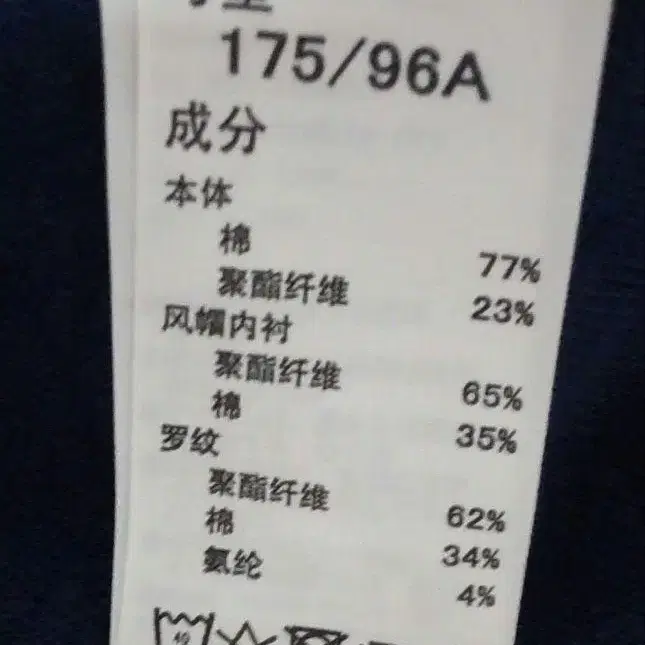 175/96A
成分
本体
棉 77%
聚酯纤维 23%
风帽内衬
聚酯纤维 65%
棉 35%
罗纹
聚酯纤维 62%
棉 34%
氨纶 4%
40